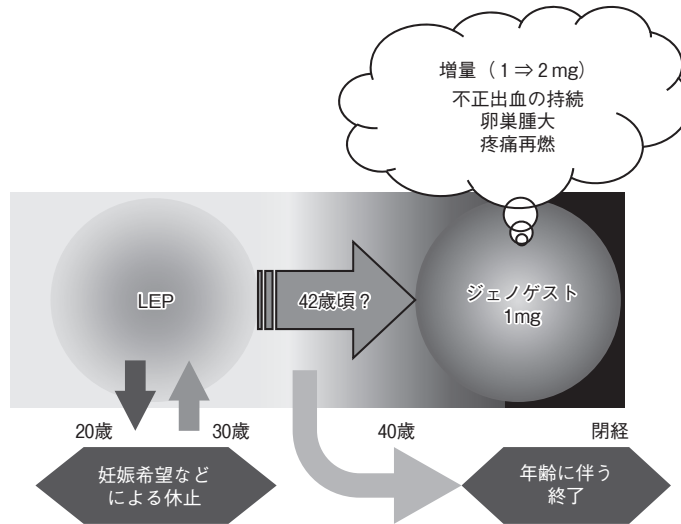 増量（1⇒2mg）
不正出血の持続
卵巣腫大
疼痛再燃
LEP
42歳頃？
ジェノゲスト
1mg
20歳
30歳
40歳
閉経
妊娠希望など
による休止
年齢に伴う
終了